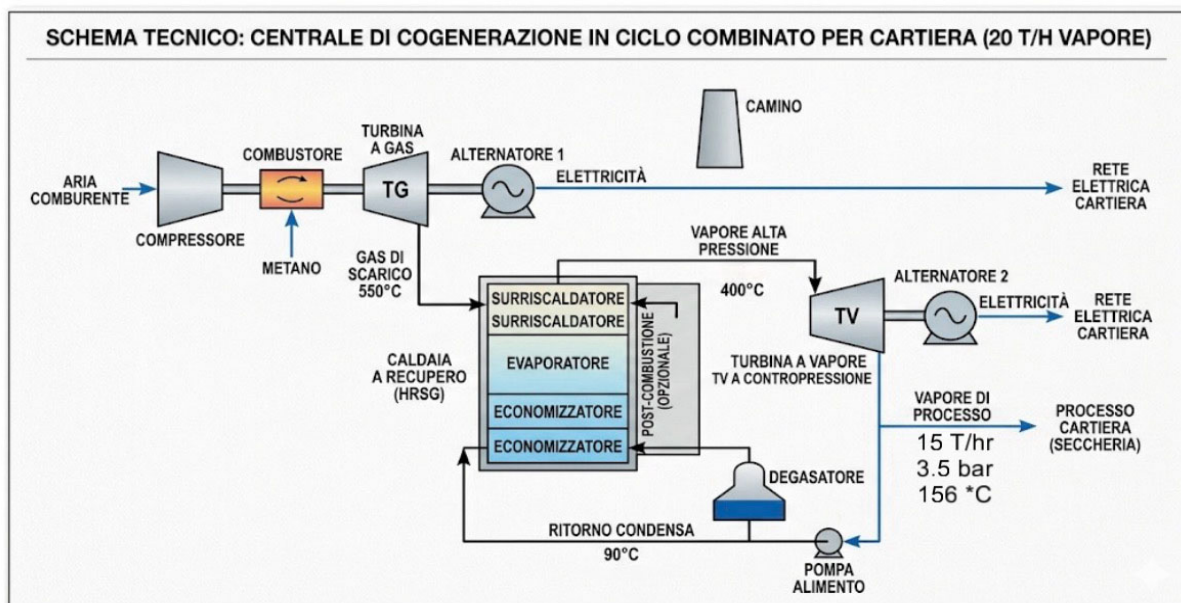 SCHEMA TECNICO: CENTRALE DI COGENERAZIONE IN CICLO COMBINATO PER CARTIERA (20 T/H VAPORE)
CAMINO
TURBINA
A GAS
COMBUSTORE
ALTERNATORE 1
ARIA
COMBURENTE
TG
ELETTRICITÀ
RETE
ELETTRICA
CARTIERA
COMPRESSORE
METANO
GAS DI
SCARICO
550°C
VAPORE ALTA
PRESSIONE
400°C
ALTERNATORE 2
SURRISCALDATORE
SURRISCALDATORE
EVAPORATORE
ECONOMIZZATORE
ECONOMIZZATORE
POST-COMBUSTIONE
(OPZIONALE)
CALDAIA
A RECUPERO
(HRSG)
TV
ELETTRICITÀ
RETE
ELETTRICA
CARTIERA
TURBINA A VAPORE
TV A CONTROPRESSIONE
VAPORE DI
PROCESSO
15 T/hr
3.5 bar
156 *C
PROCESSO
CARTIERA
(SECCHERIA)
DEGASATORE
RITORNO CONDENSA
90°C
POMPA
ALIMENTO